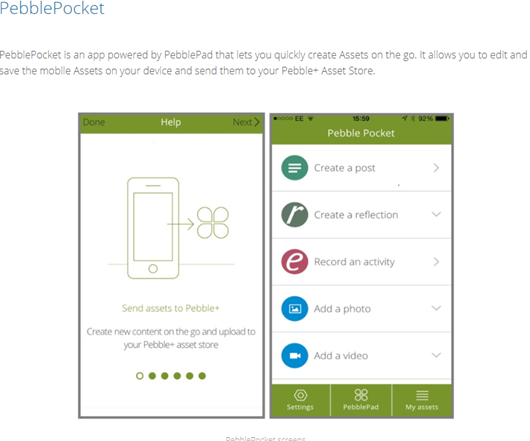 PebblePocket
PebblePocket is an app powered by PebblePad that lets you quickly create Assets on the go. It allows you to edit and
save the mobile Assets on your device and send them to your Pebble+ Asset Store.
Done Help Next
Send assets to Pebble+
Create new content on the go and upload to
your Pebble+ asset store
EE 15:59 92%
Pebble Pocket
Create a post
r Create a reflection
e Record an activity
Add a photo
Add a video
Settings PebblePad My assets
PebblePocket screens